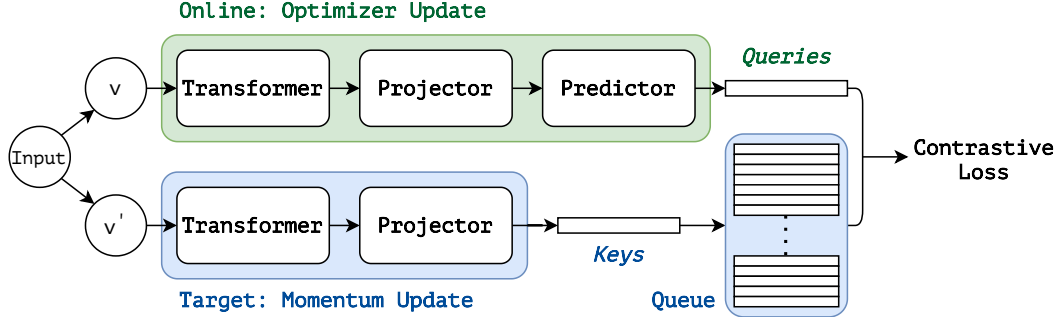 Online: Optimizer Update
Queries
v
Transformer
Projector
Predictor
Input
Contrastive
Loss
v'
Transformer
Projector
Keys
Target: Momentum Update
Queue